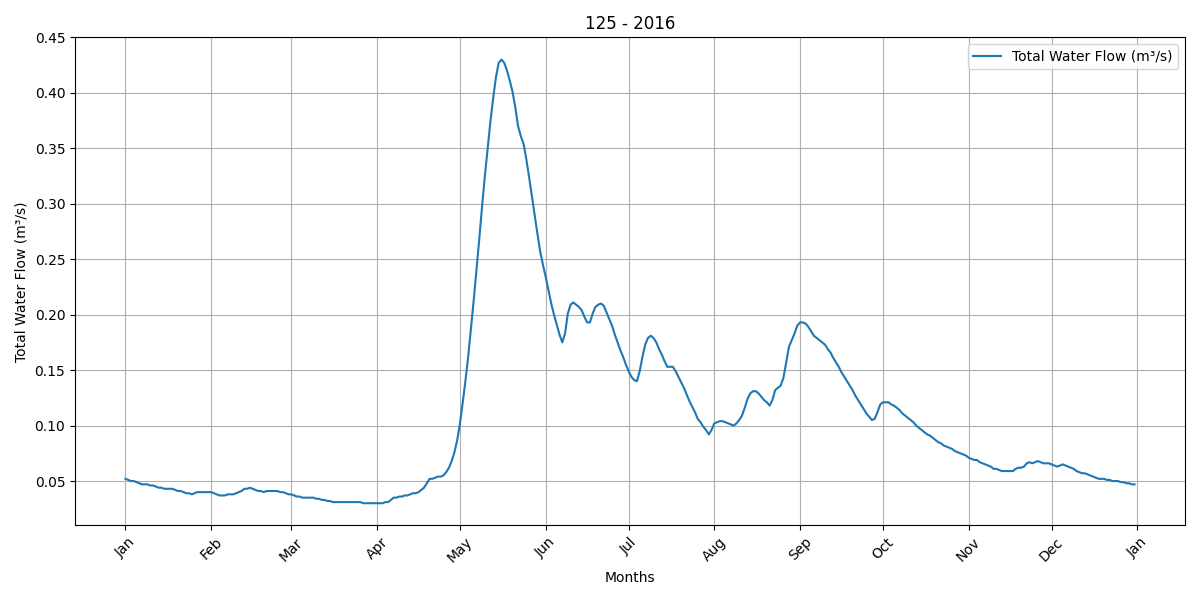 125 - 2016
Total Water Flow (m³/s)
Total Water Flow (m³/s)
0.45
0.40
0.35
0.30
0.25
0.20
0.15
0.10
0.05
Jan
Feb
Mar
Apr
May
Jun
Jul
Aug
Sep
Oct
Nov
Dec
Jan
Months